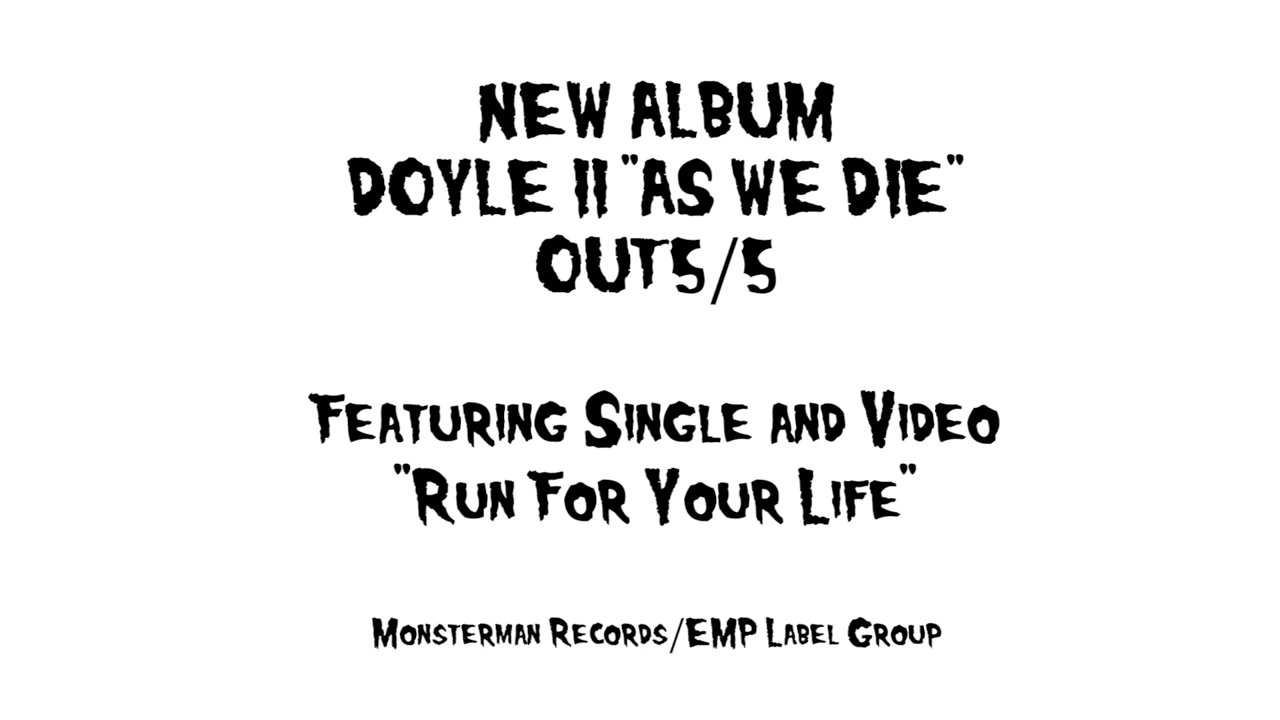 NEW ALBUM
DOYLE II "AS WE DIE"
OUT5/5
Featuring Single and Video
"Run For Your Life"
Monsterman Records/EMP Label Group